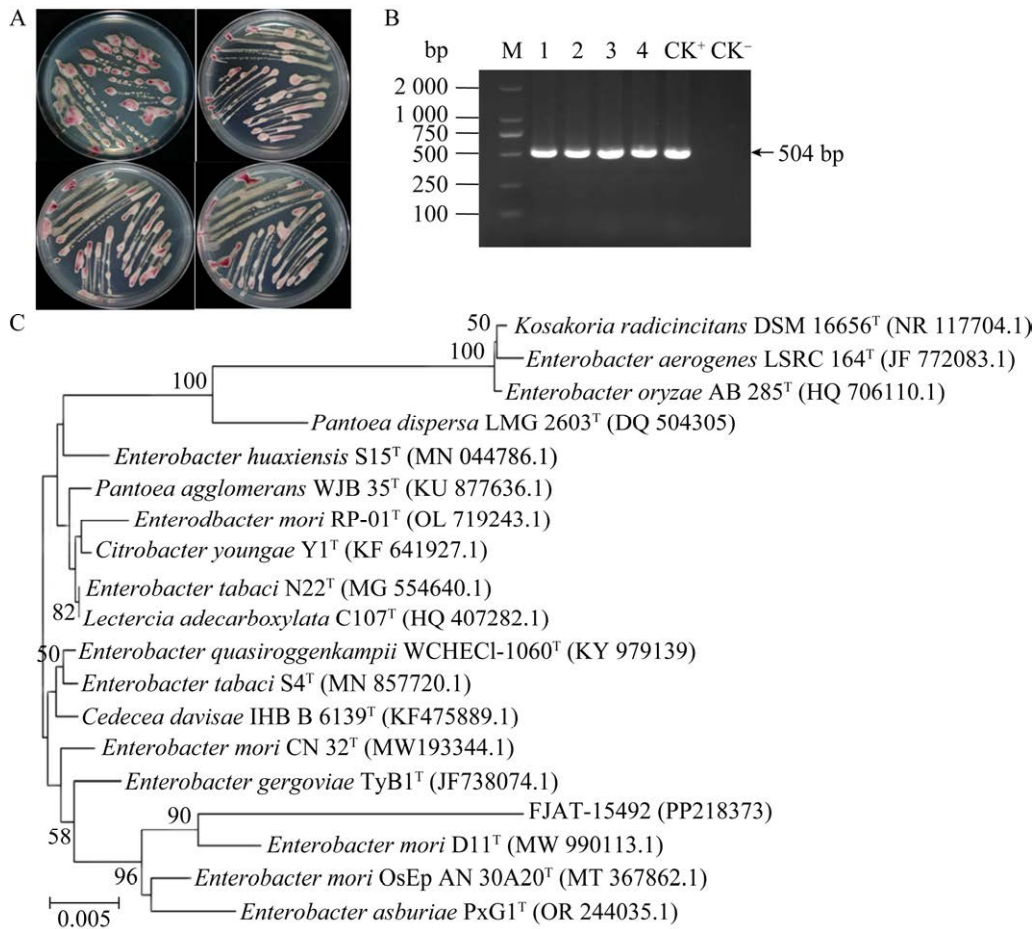 A
B
bp M 1 2 3 4 CK⁺ CK⁻
2 000
1 000
750
500
250
100
504 bp
C
50
Kosakoria radicincitans DSM 16656ᵀ (NR 117704.1)
100
Enterobacter aerogenes LSRC 164ᵀ (JF 772083.1)
100
Enterobacter oryzae AB 285ᵀ (HQ 706110.1)
Pantoea dispersa LMG 2603ᵀ (DQ 504305)
Enterobacter huaxiensis S15ᵀ (MN 044786.1)
Pantoea agglomerans WJB 35ᵀ (KU 877636.1)
Enterodbacter mori RP-01ᵀ (OL 719243.1)
Citrobacter youngae Y1ᵀ (KF 641927.1)
Enterobacter tabaci N22ᵀ (MG 554640.1)
82
Lectercia adecarboxylata C107ᵀ (HQ 407282.1)
50
Enterobacter quasiroggenkampii WCHECl-1060ᵀ (KY 979139)
Enterobacter tabaci S4ᵀ (MN 857720.1)
Cedecea davisae IHB B 6139ᵀ (KF475889.1)
Enterobacter mori CN 32ᵀ (MW193344.1)
Enterobacter gergoviae TyB1ᵀ (JF738074.1)
90
FJAT-15492 (PP218373)
58
Enterobacter mori D11ᵀ (MW 990113.1)
96
Enterobacter mori OsEp AN 30A20ᵀ (MT 367862.1)
Enterobacter asburiae PxG1ᵀ (OR 244035.1)
0.005